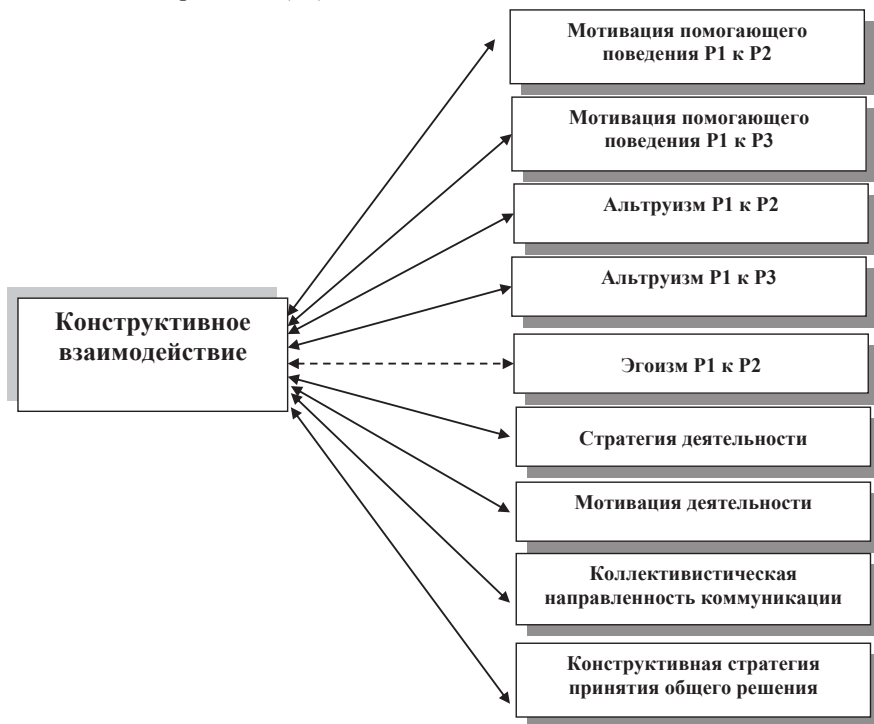 Мотивация помогающего
поведения Р1 к Р2
Мотивация помогающего
поведения Р1 к Р3
Альтруизм Р1 к Р2
Альтруизм Р1 к Р3
Конструктивное
взаимодействие
Эгоизм Р1 к Р2
Стратегия деятельности
Мотивация деятельности
Коллективистическая
направленность коммуникации
Конструктивная стратегия
принятия общего решения